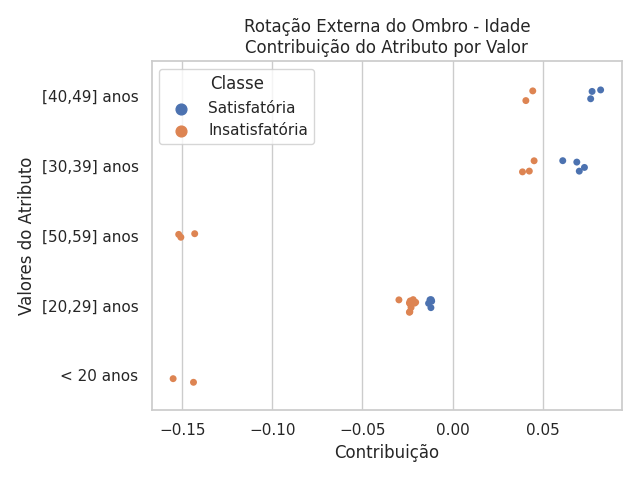 Rotação Externa do Ombro - Idade
Contribuição do Atributo por Valor
Classe
Satisfatória
Insatisfatória
Valores do Atributo
[40,49] anos
[30,39] anos
[50,59] anos
[20,29] anos
< 20 anos
−0.15 −0.10 −0.05 0.00 0.05
Contribuição